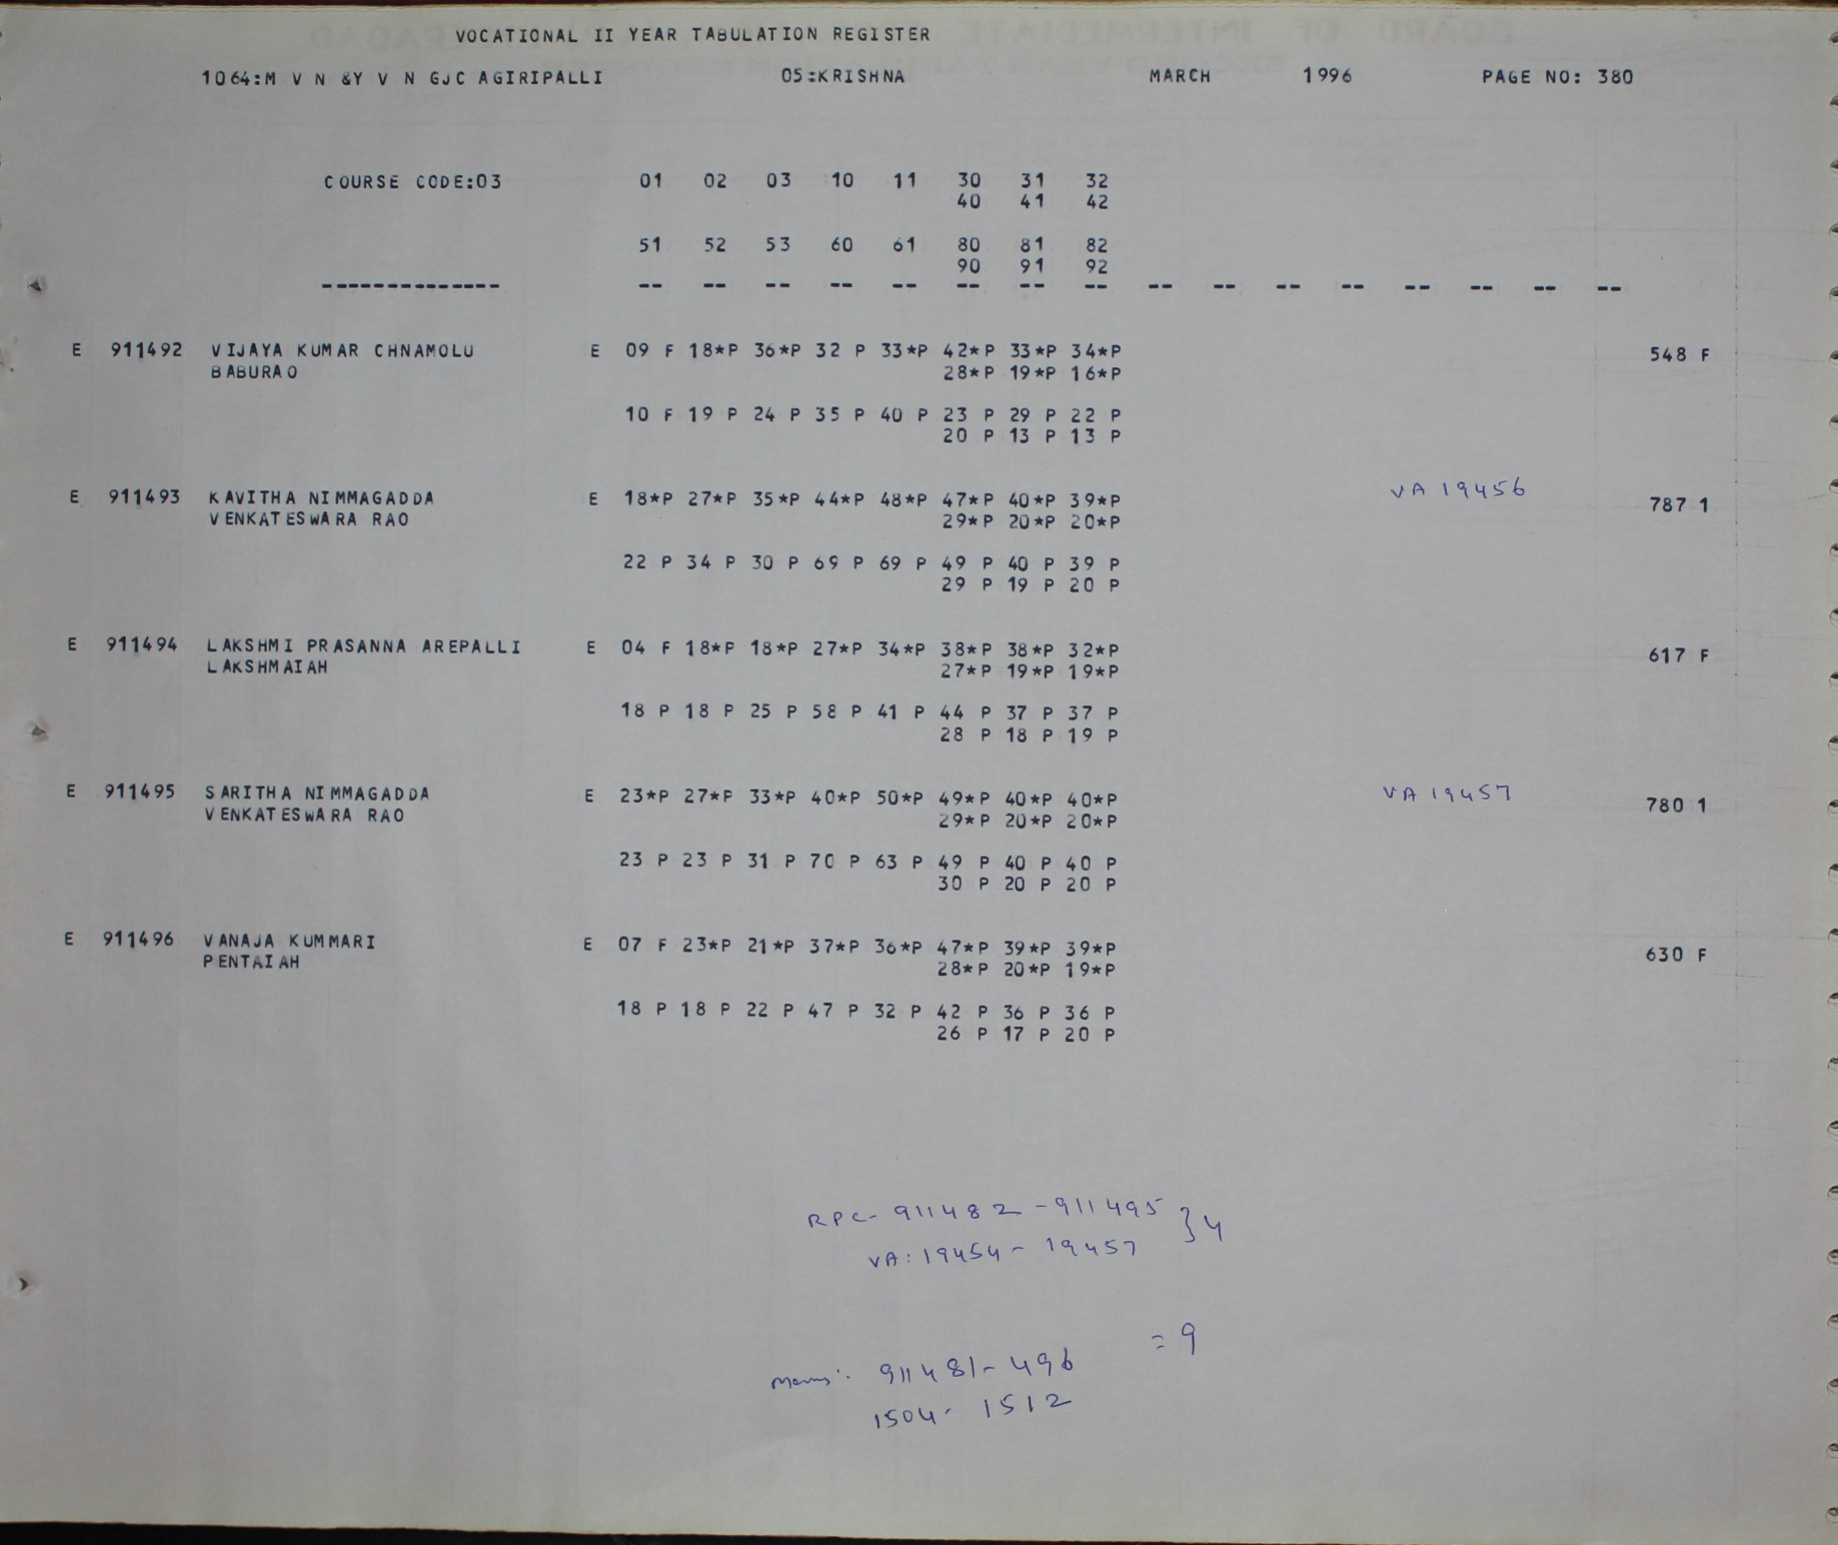 VOCATIONAL II YEAR TABULATION REGISTER
1064:M V N &Y V N GJC AGIRIPALLI 05:KRISHNA MARCH 1996 PAGE NO: 380
COURSE CODE:03 01 02 03 10 11 30 31 32
40 41 42
51 52 53 60 61 80 81 82
90 91 92
-------------- -- -- -- -- -- -- -- -- -- -- -- -- -- -- -- --
E 911492 VIJAYA KUMAR CHNAMOLU E 09 F 18*P 36*P 32 P 33*P 42*P 33*P 34*P 548 F
BABURAO 28*P 19*P 16*P
10 F 19 P 24 P 35 P 40 P 23 P 29 P 22 P
20 P 13 P 13 P
E 911493 KAVITHA NIMMAGADDA E 18*P 27*P 35*P 44*P 48*P 47*P 40*P 39*P VA 19456 787 1
VENKATESWARA RAO 29*P 20*P 20*P
22 P 34 P 30 P 69 P 69 P 49 P 40 P 39 P
29 P 19 P 20 P
E 911494 LAKSHMI PRASANNA AREPALLI E 04 F 18*P 18*P 27*P 34*P 38*P 38*P 32*P 617 F
LAKSHMAIAH 27*P 19*P 19*P
18 P 18 P 25 P 58 P 41 P 44 P 37 P 37 P
28 P 18 P 19 P
E 911495 SARITHA NIMMAGADDA E 23*P 27*P 33*P 40*P 50*P 49*P 40*P 40*P VA 19457 780 1
VENKATESWARA RAO 29*P 20*P 20*P
23 P 23 P 31 P 70 P 63 P 49 P 40 P 40 P
30 P 20 P 20 P
E 911496 VANAJA KUMMARI E 07 F 23*P 21*P 37*P 36*P 47*P 39*P 39*P 630 F
PENTAIAH 28*P 20*P 19*P
18 P 18 P 22 P 47 P 32 P 42 P 36 P 36 P
26 P 17 P 20 P
RPC- 911482 - 911495 } 4
VA: 19454 - 19457
911481-496 = 9
1504- 1512